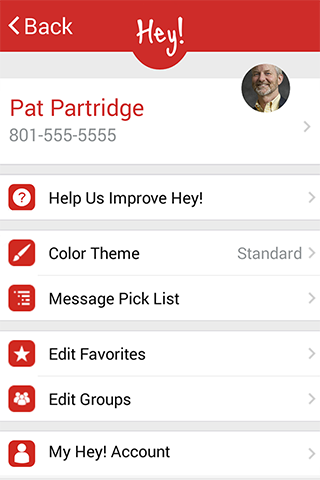 Back
Hey!
Pat Partridge
801-555-5555
Help Us Improve Hey!
Color Theme Standard
Message Pick List
Edit Favorites
Edit Groups
My Hey! Account